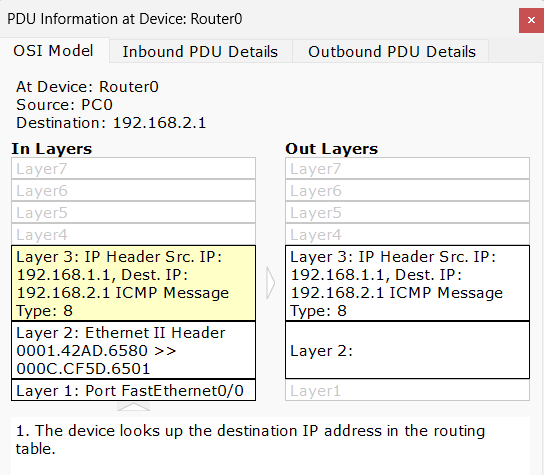 PDU Information at Device: Router0
×
OSI Model
Inbound PDU Details
Outbound PDU Details
At Device: Router0
Source: PC0
Destination: 192.168.2.1
In Layers
Layer7
Layer6
Layer5
Layer4
Layer 3: IP Header Src. IP:
192.168.1.1, Dest. IP:
192.168.2.1 ICMP Message
Type: 8
Layer 2: Ethernet II Header
0001.42AD.6580 >>
000C.CF5D.6501
Layer 1: Port FastEthernet0/0
Out Layers
Layer7
Layer6
Layer5
Layer4
Layer 3: IP Header Src. IP:
192.168.1.1, Dest. IP:
192.168.2.1 ICMP Message
Type: 8
Layer 2:
Layer1
1. The device looks up the destination IP address in the routing
table.